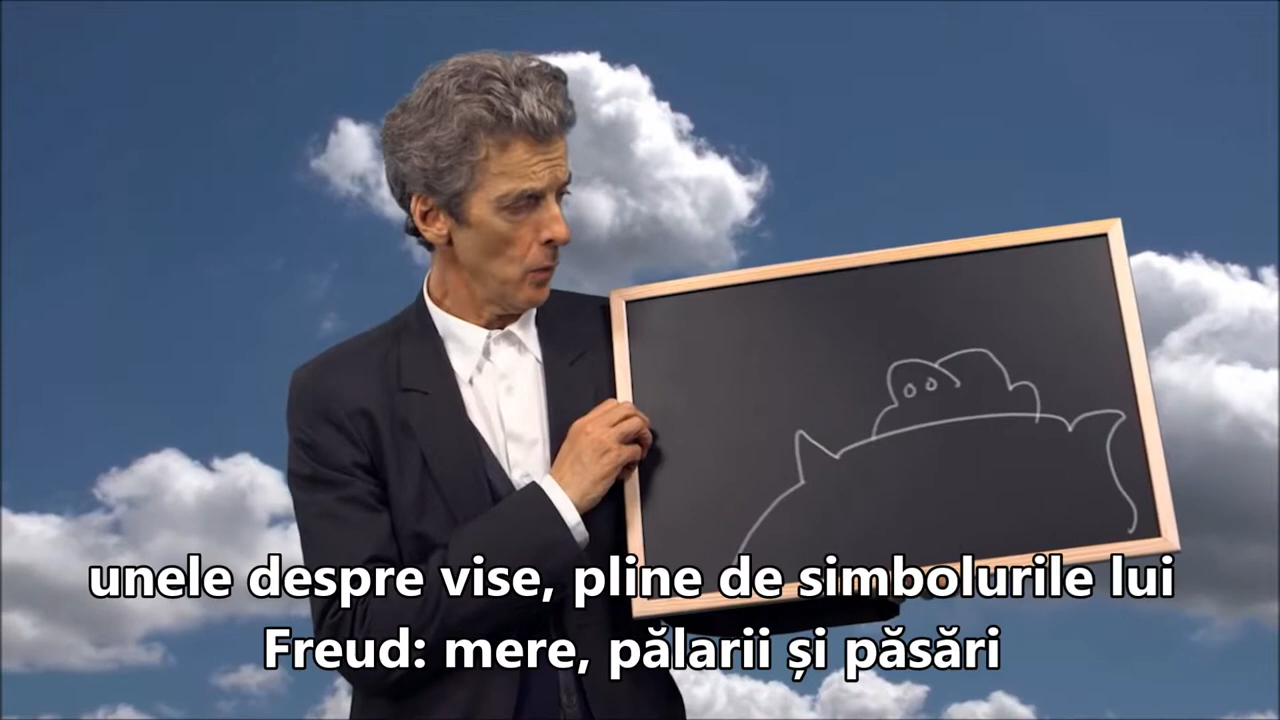 unele despre vise, pline de simbolurile lui
Freud: mere, pălarii și păsări